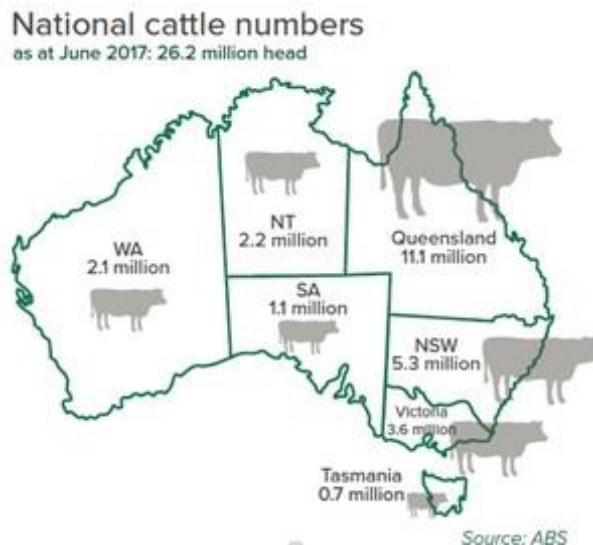 National cattle numbers
as at June 2017: 26.2 million head
NT
2.2 million
WA
2.1 million
Queensland
11.1 million
SA
1.1 million
NSW
5.3 million
Victoria
3.6 million
Tasmania
0.7 million
Source: ABS